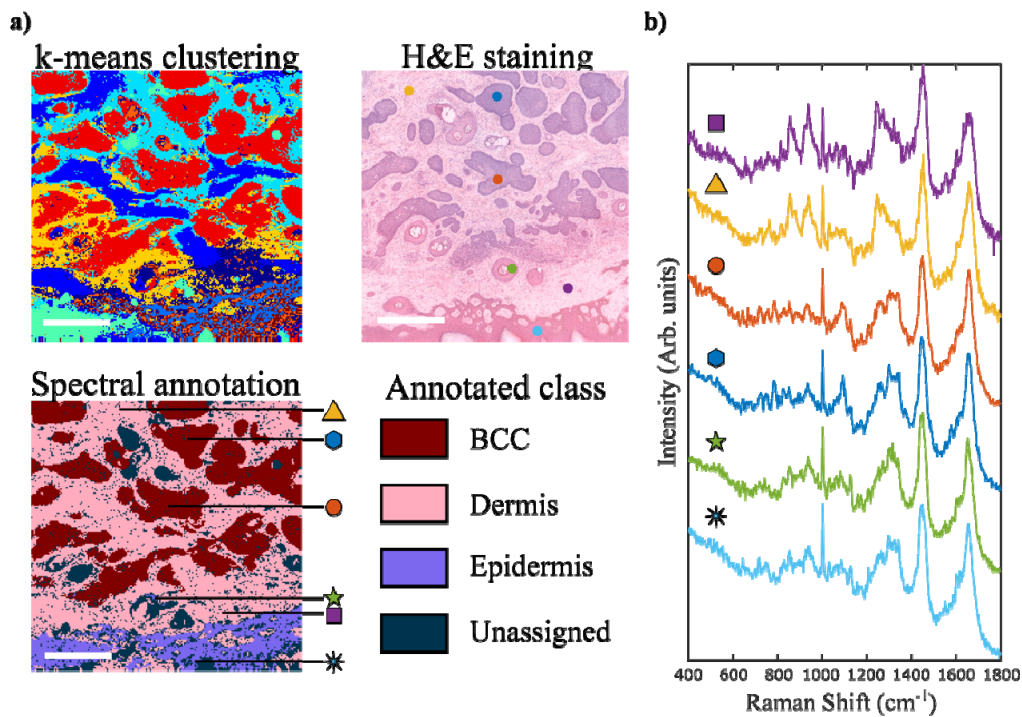 a)
k-means clustering
H&E staining
Spectral annotation
Annotated class
BCC
Dermis
Epidermis
Unassigned
b)
Intensity (Arb. units)
400 600 800 1000 1200 1400 1600 1800
Raman Shift (cm⁻¹)